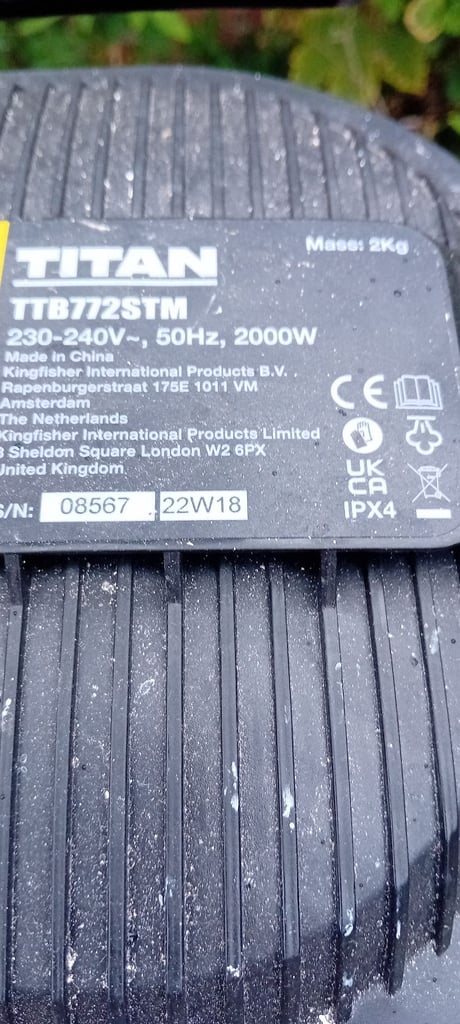 Mass: 2Kg
TITAN
TTB772STM
230-240V~, 50Hz, 2000W
Made in China
Kingfisher International Products B.V.
Rapenburgerstraat 175E 1011 VM
Amsterdam
The Netherlands
Kingfisher International Products Limited
3 Sheldon Square London W2 6PX
United Kingdom
S/N: 08567 22W18
CE
UK
CA
IPX4